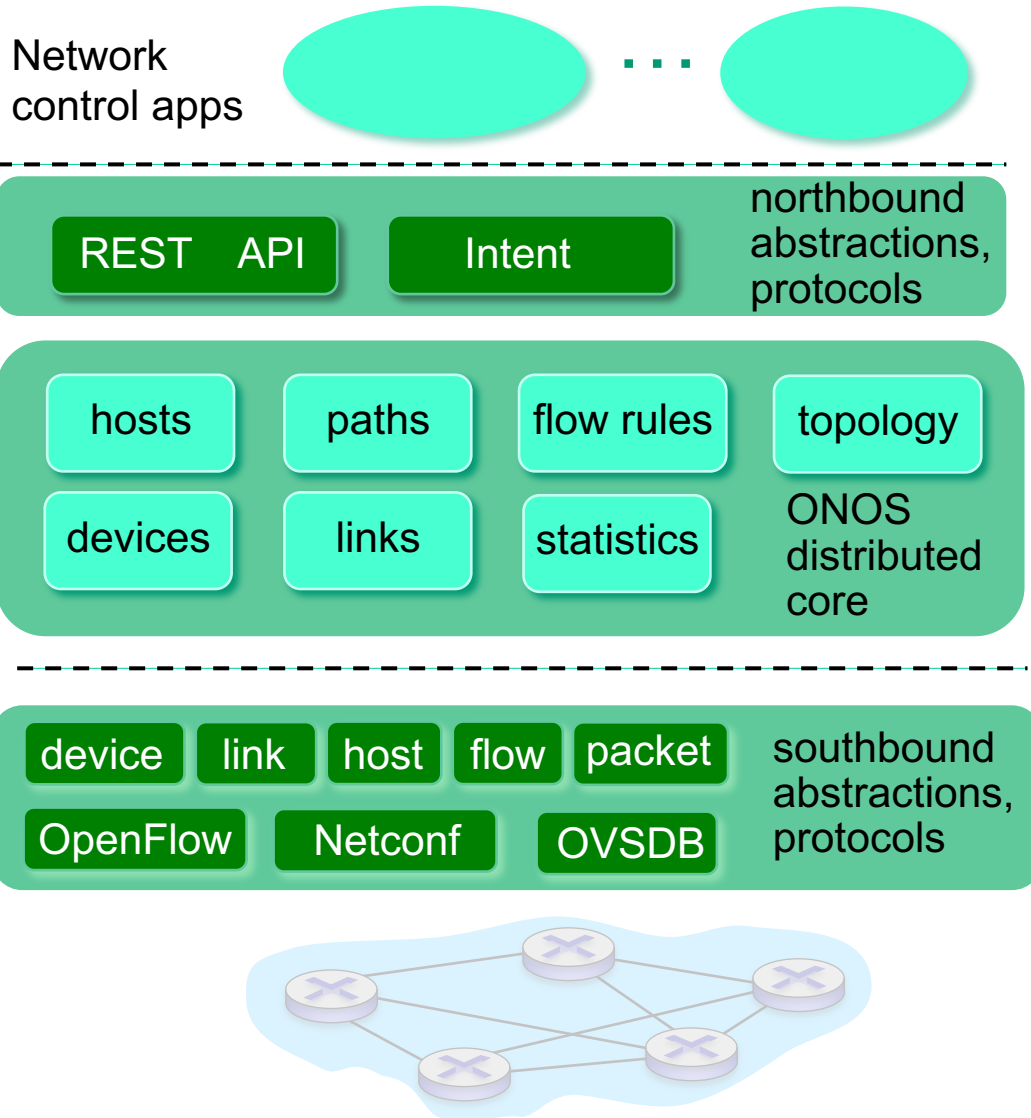 Network
control apps
...
REST API
Intent
northbound
abstractions,
protocols
hosts
paths
flow rules
topology
devices
links
statistics
ONOS
distributed
core
device
link
host
flow
packet
OpenFlow
Netconf
OVSDB
southbound
abstractions,
protocols